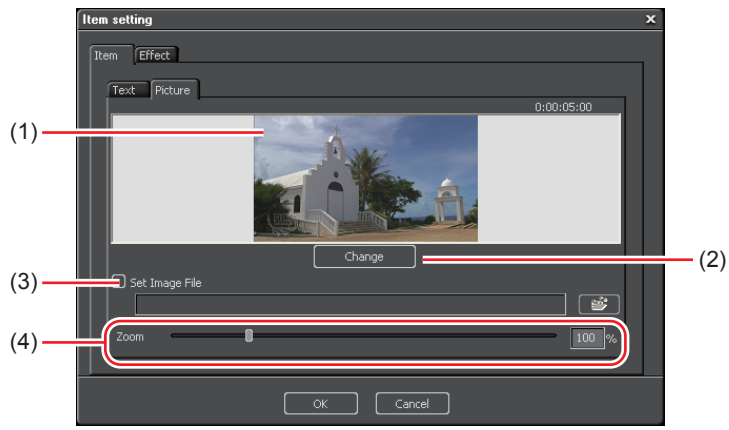 Item setting x
Item Effect
Text Picture
0:00:05:00
(1)
Change
(2)
(3) Set Image File
(4) Zoom 100 %
OK Cancel